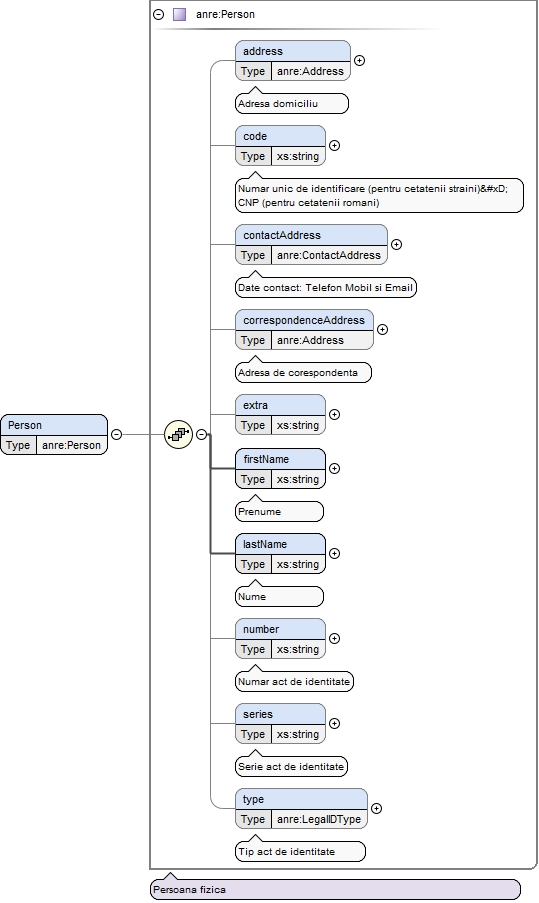 anre:Person
address
Type anre:Address
Adresa domiciliu
code
Type xs:string
Numar unic de identificare (pentru cetatenii straini)&#xD;
CNP (pentru cetatenii romani)
contactAddress
Type anre:ContactAddress
Date contact: Telefon Mobil si Email
correspondenceAddress
Type anre:Address
Adresa de corespondenta
extra
Type xs:string
Person
Type anre:Person
firstName
Type xs:string
Prenume
lastName
Type xs:string
Nume
number
Type xs:string
Numar act de identitate
series
Type xs:string
Serie act de identitate
type
Type anre:LegalIDType
Tip act de identitate
Persoana fizica